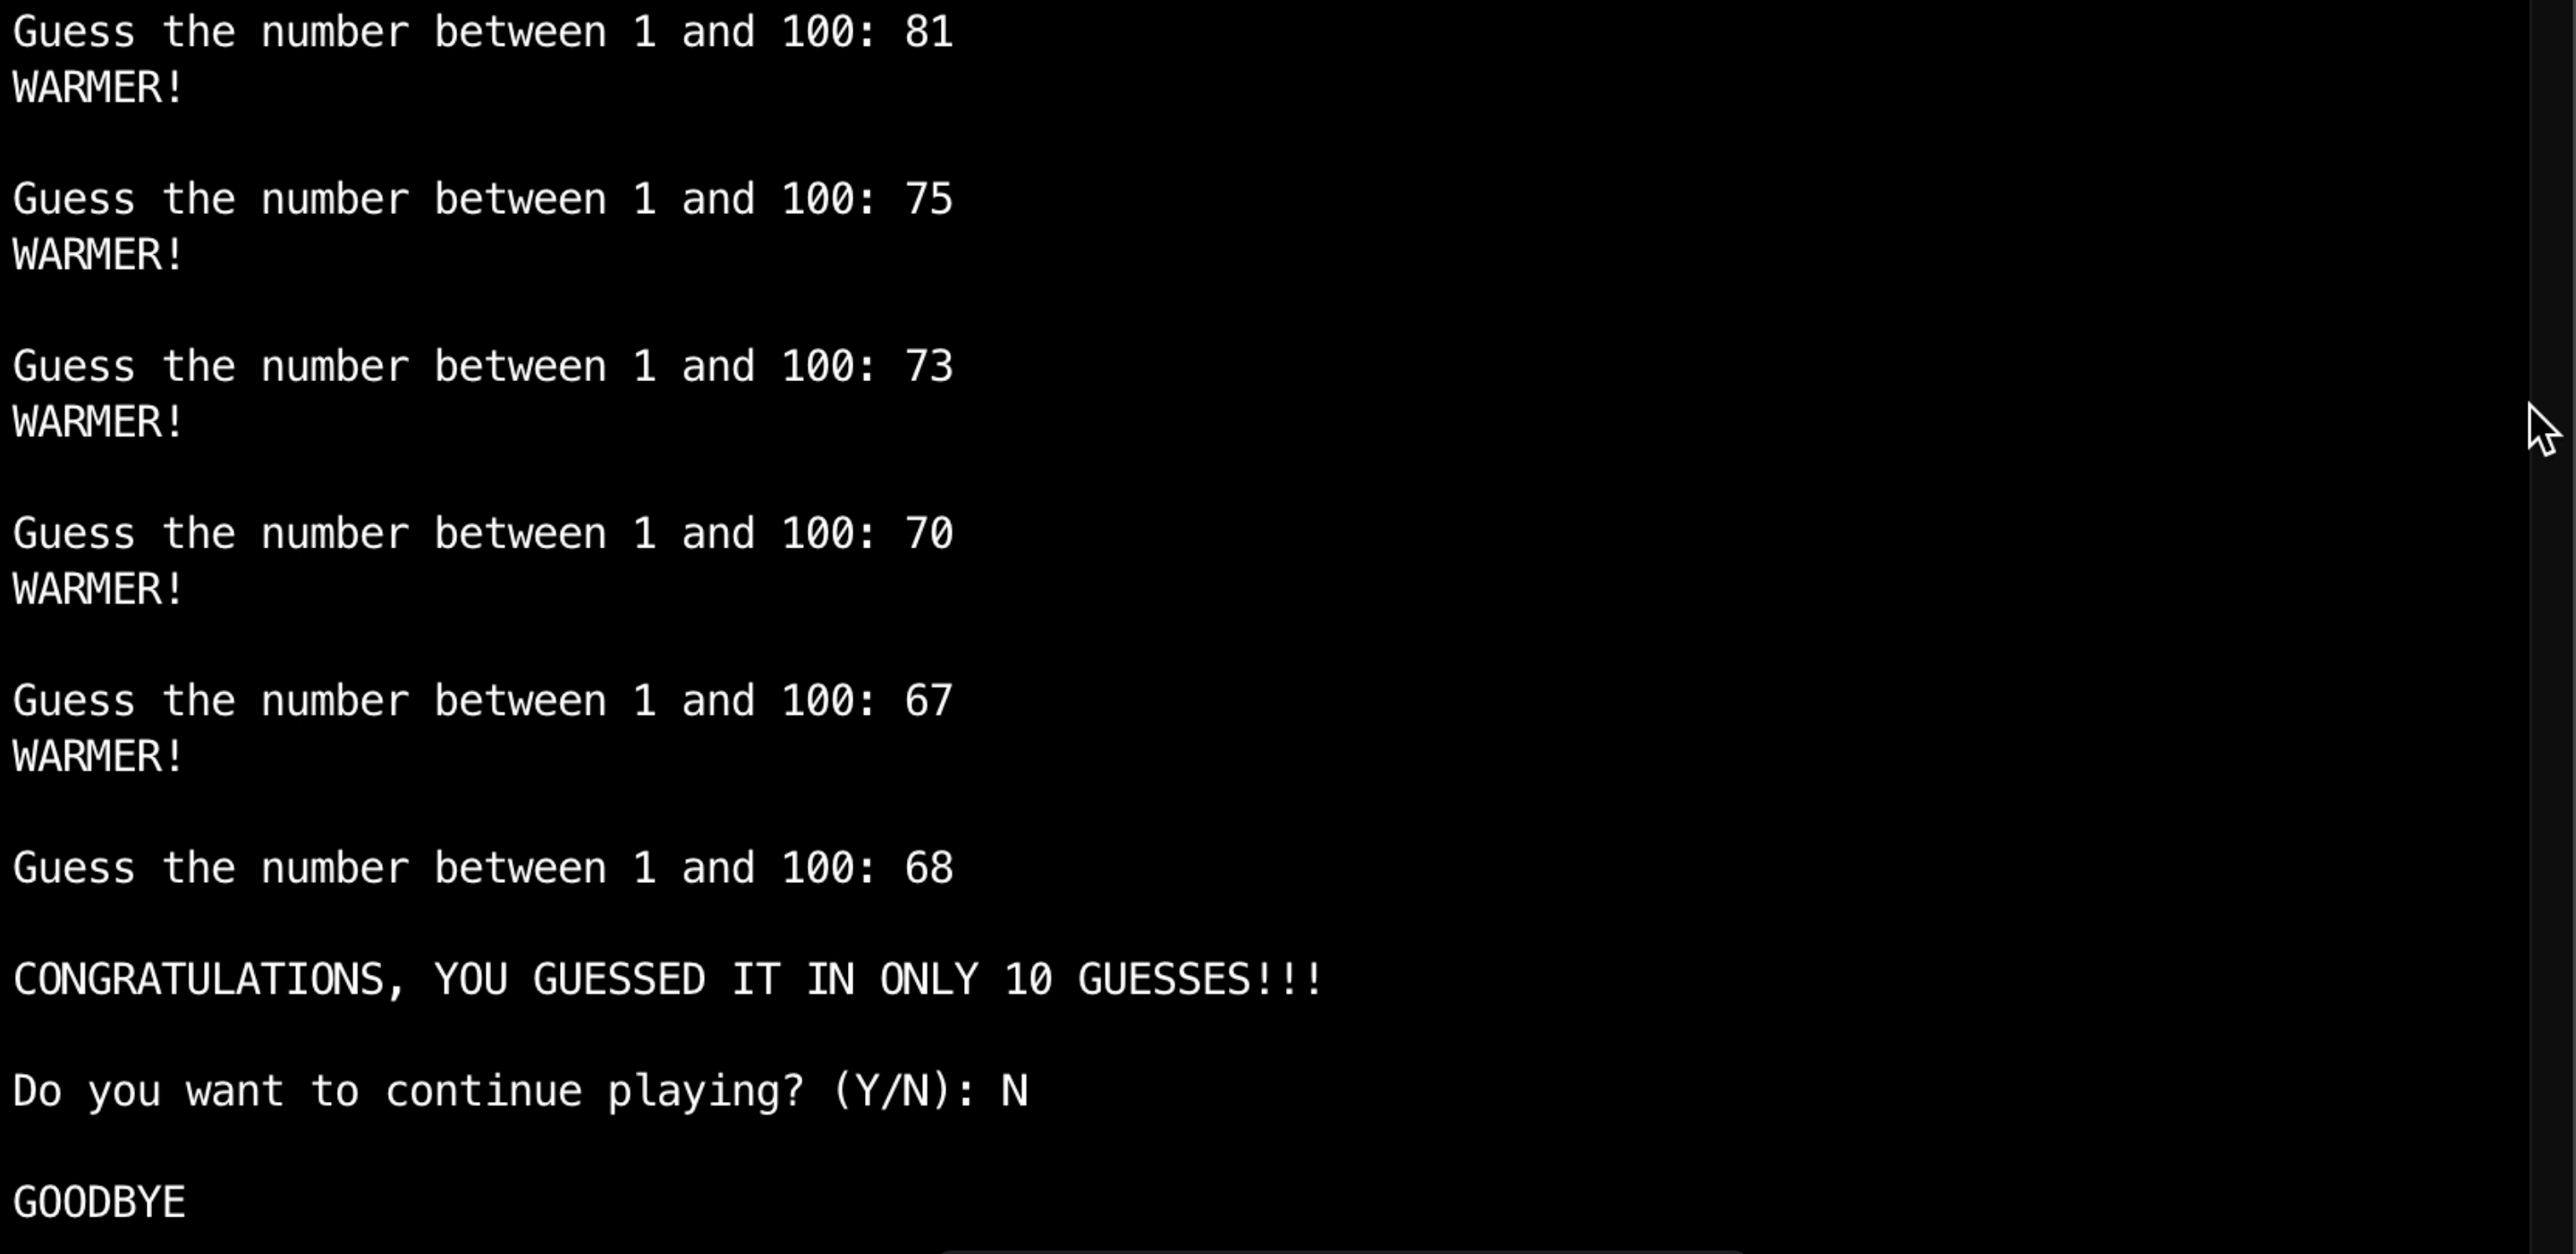 Guess the number between 1 and 100: 81
WARMER!
Guess the number between 1 and 100: 75
WARMER!
Guess the number between 1 and 100: 73
WARMER!
Guess the number between 1 and 100: 70
WARMER!
Guess the number between 1 and 100: 67
WARMER!
Guess the number between 1 and 100: 68
CONGRATULATIONS, YOU GUESSED IT IN ONLY 10 GUESSES!!!
Do you want to continue playing? (Y/N): N
GOODBYE